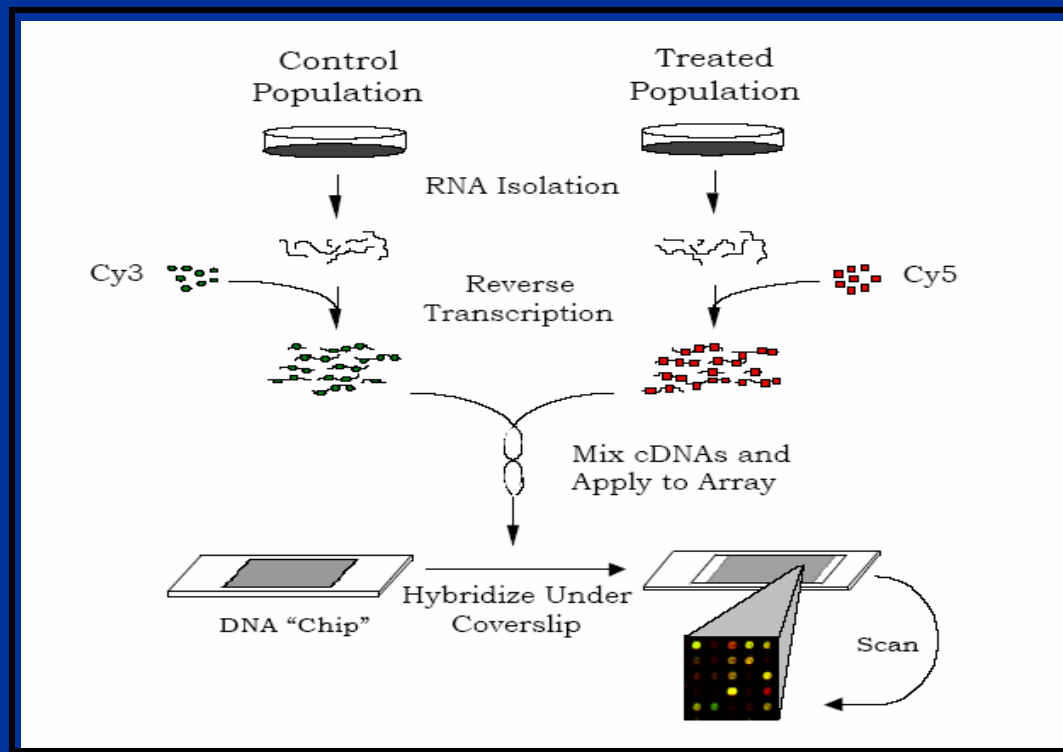 Control
Population
Treated
Population
RNA Isolation
Cy3
Reverse
Transcription
Cy5
Mix cDNAs and
Apply to Array
DNA “Chip”
Hybridize Under
Coverslip
Scan